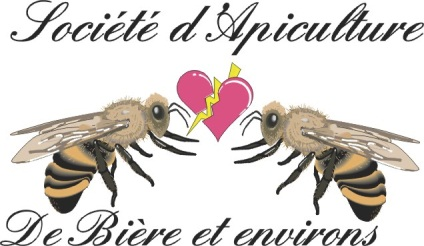 Société d'Apiculture
De Bière et environs